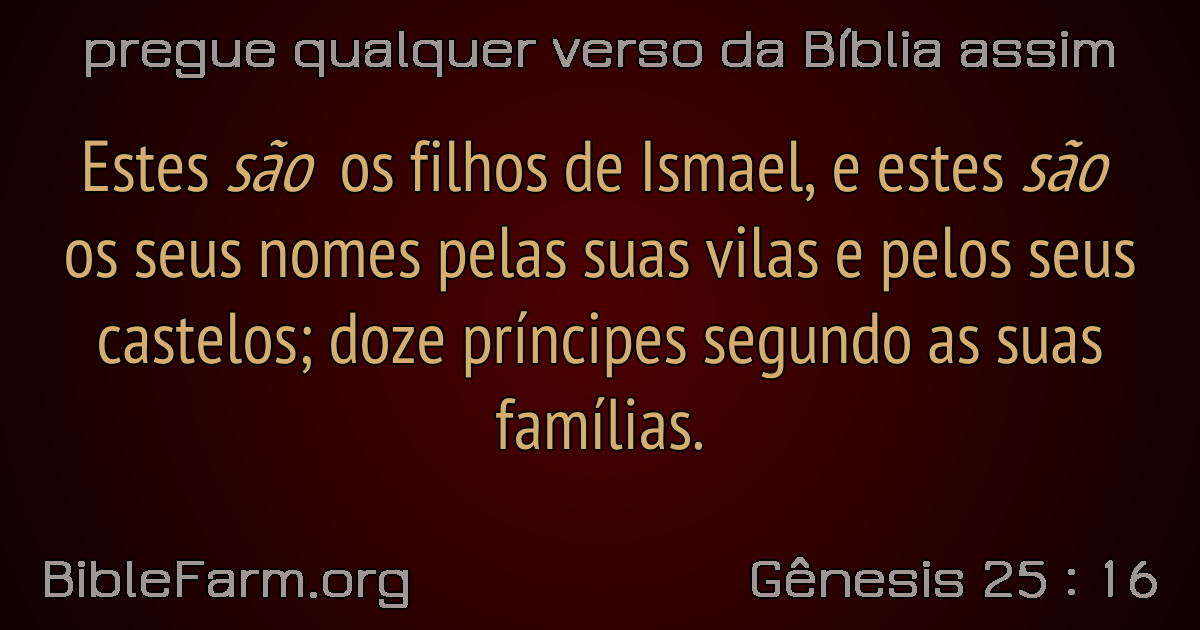 pregue qualquer verso da Bíblia assim
Estes são os filhos de Ismael, e estes são
os seus nomes pelas suas vilas e pelos seus
castelos; doze príncipes segundo as suas
famílias.
BibleFarm.org
Gênesis 25 : 16